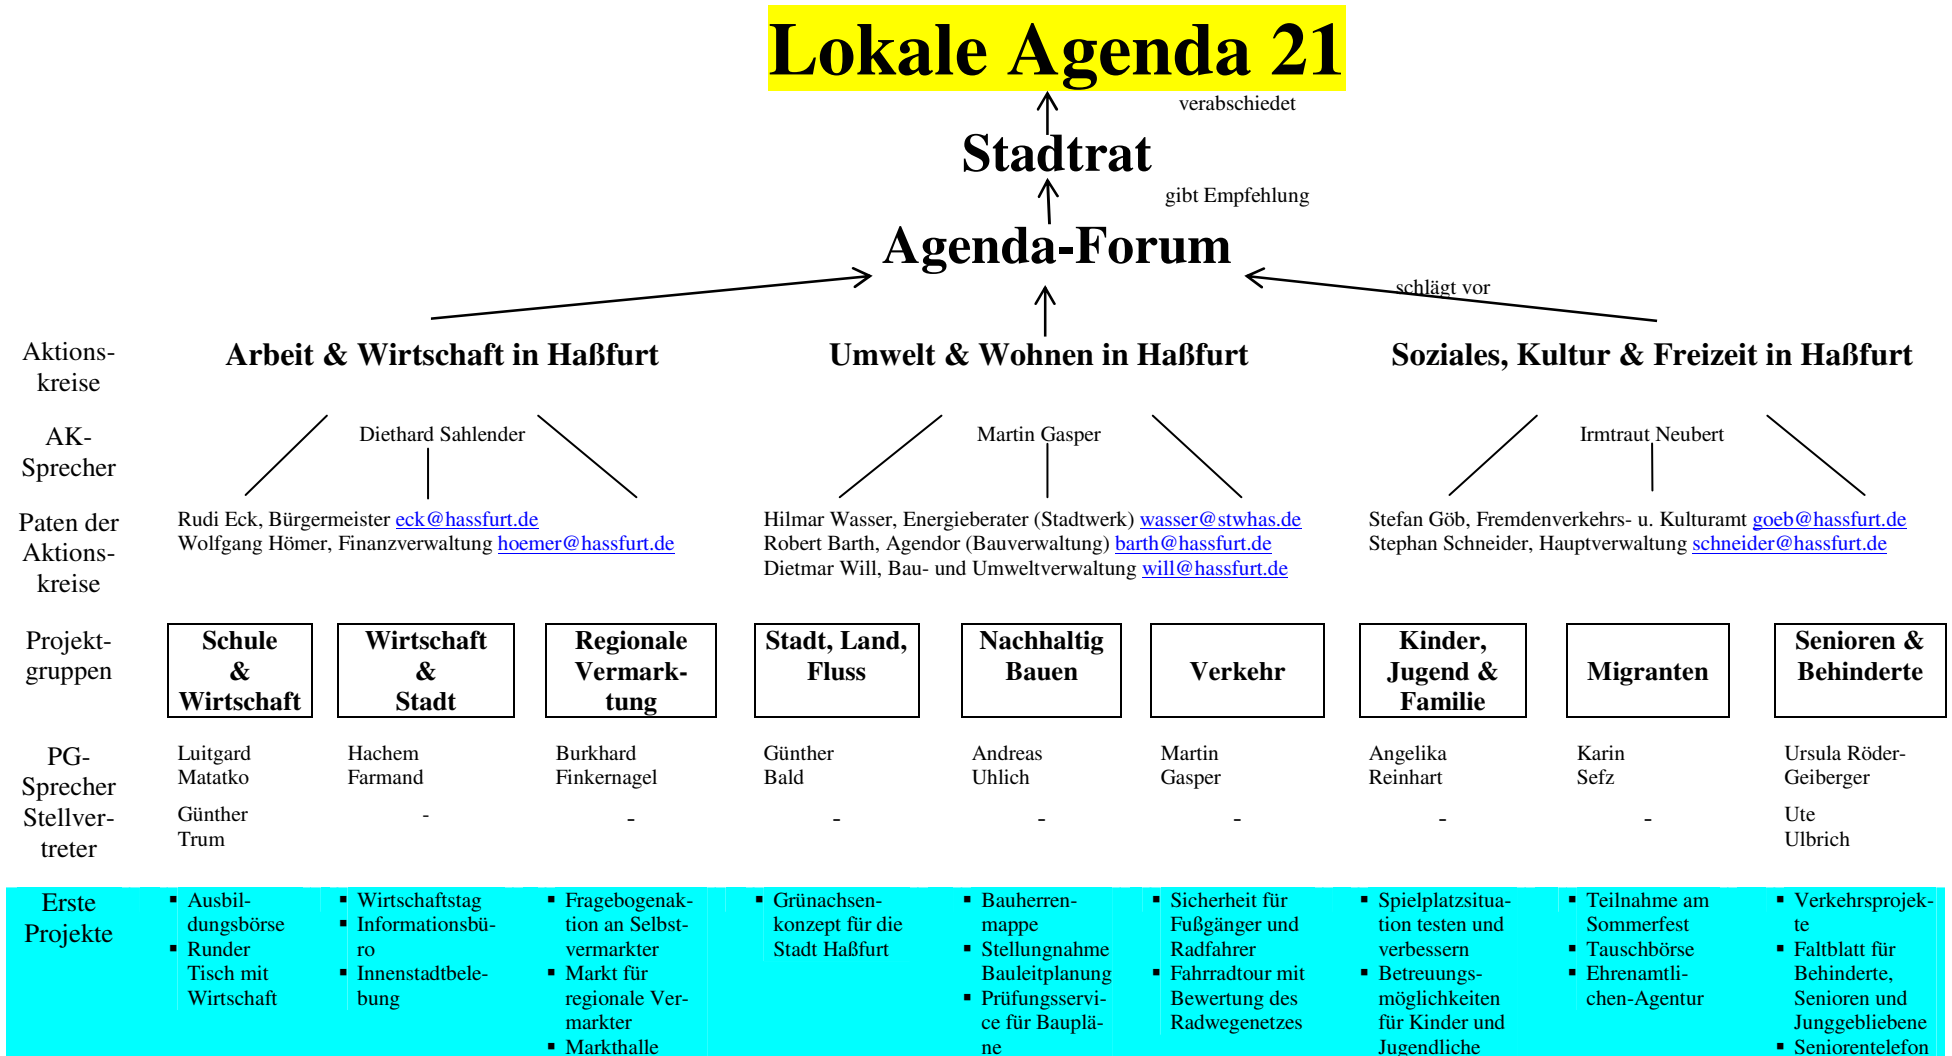 Lokale Agenda 21
verabschiedet
Stadtrat
gibt Empfehlung
Agenda-Forum
schlägt vor
Aktions-
kreise
Arbeit & Wirtschaft in Haßfurt
Umwelt & Wohnen in Haßfurt
Soziales, Kultur & Freizeit in Haßfurt
AK-
Sprecher
Diethard Sahlender
Martin Gasper
Irmtraut Neubert
Paten der
Aktions-
kreise
Rudi Eck, Bürgermeister eck@hassfurt.de
Wolfgang Hömer, Finanzverwaltung hoemer@hassfurt.de
Hilmar Wasser, Energieberater (Stadtwerk) wasser@stwhas.de
Robert Barth, Agendor (Bauverwaltung) barth@hassfurt.de
Dietmar Will, Bau- und Umweltverwaltung will@hassfurt.de
Stefan Göb, Fremdenverkehrs- u. Kulturamt goeb@hassfurt.de
Stephan Schneider, Hauptverwaltung schneider@hassfurt.de
Projekt-
gruppen
Schule
&
Wirtschaft
Wirtschaft
&
Stadt
Regionale
Vermark-
tung
Stadt, Land,
Fluss
Nachhaltig
Bauen
Verkehr
Kinder,
Jugend &
Familie
Migranten
Senioren &
Behinderte
PG-
Sprecher
Stellver-
treter
Luitgard
Matatko
Günther
Trum
Hachem
Farmand
-
Burkhard
Finkernagel
-
Günther
Bald
-
Andreas
Uhlich
-
Martin
Gasper
-
Angelika
Reinhart
-
Karin
Sefz
-
Ursula Röder-
Geiberger
Ute
Ulbrich
Erste
Projekte
▪ Ausbil-
dungsbörse
▪ Runder
Tisch mit
Wirtschaft
▪ Wirtschaftstag
▪ Informationsbü-
ro
▪ Innenstadtbele-
bung
▪ Fragebogenak-
tion an Selbst-
vermarkter
▪ Markt für
regionale Ver-
markter
▪ Markthalle
▪ Grünachsen-
konzept für die
Stadt Haßfurt
▪ Bauherren-
mappe
▪ Stellungnahme
Bauleitplanung
▪ Prüfungsservi-
ce für Bauplä-
ne
▪ Sicherheit für
Fußgänger und
Radfahrer
▪ Fahrradtour mit
Bewertung des
Radwegenetzes
▪ Spielplatzsitua-
tion testen und
verbessern
▪ Betreuungs-
möglichkeiten
für Kinder und
Jugendliche
▪ Teilnahme am
Sommerfest
▪ Tauschbörse
▪ Ehrenamtli-
chen-Agentur
▪ Verkehrsprojek-
te
▪ Faltblatt für
Behinderte,
Senioren und
Junggebliebene
▪ Seniorentelefon